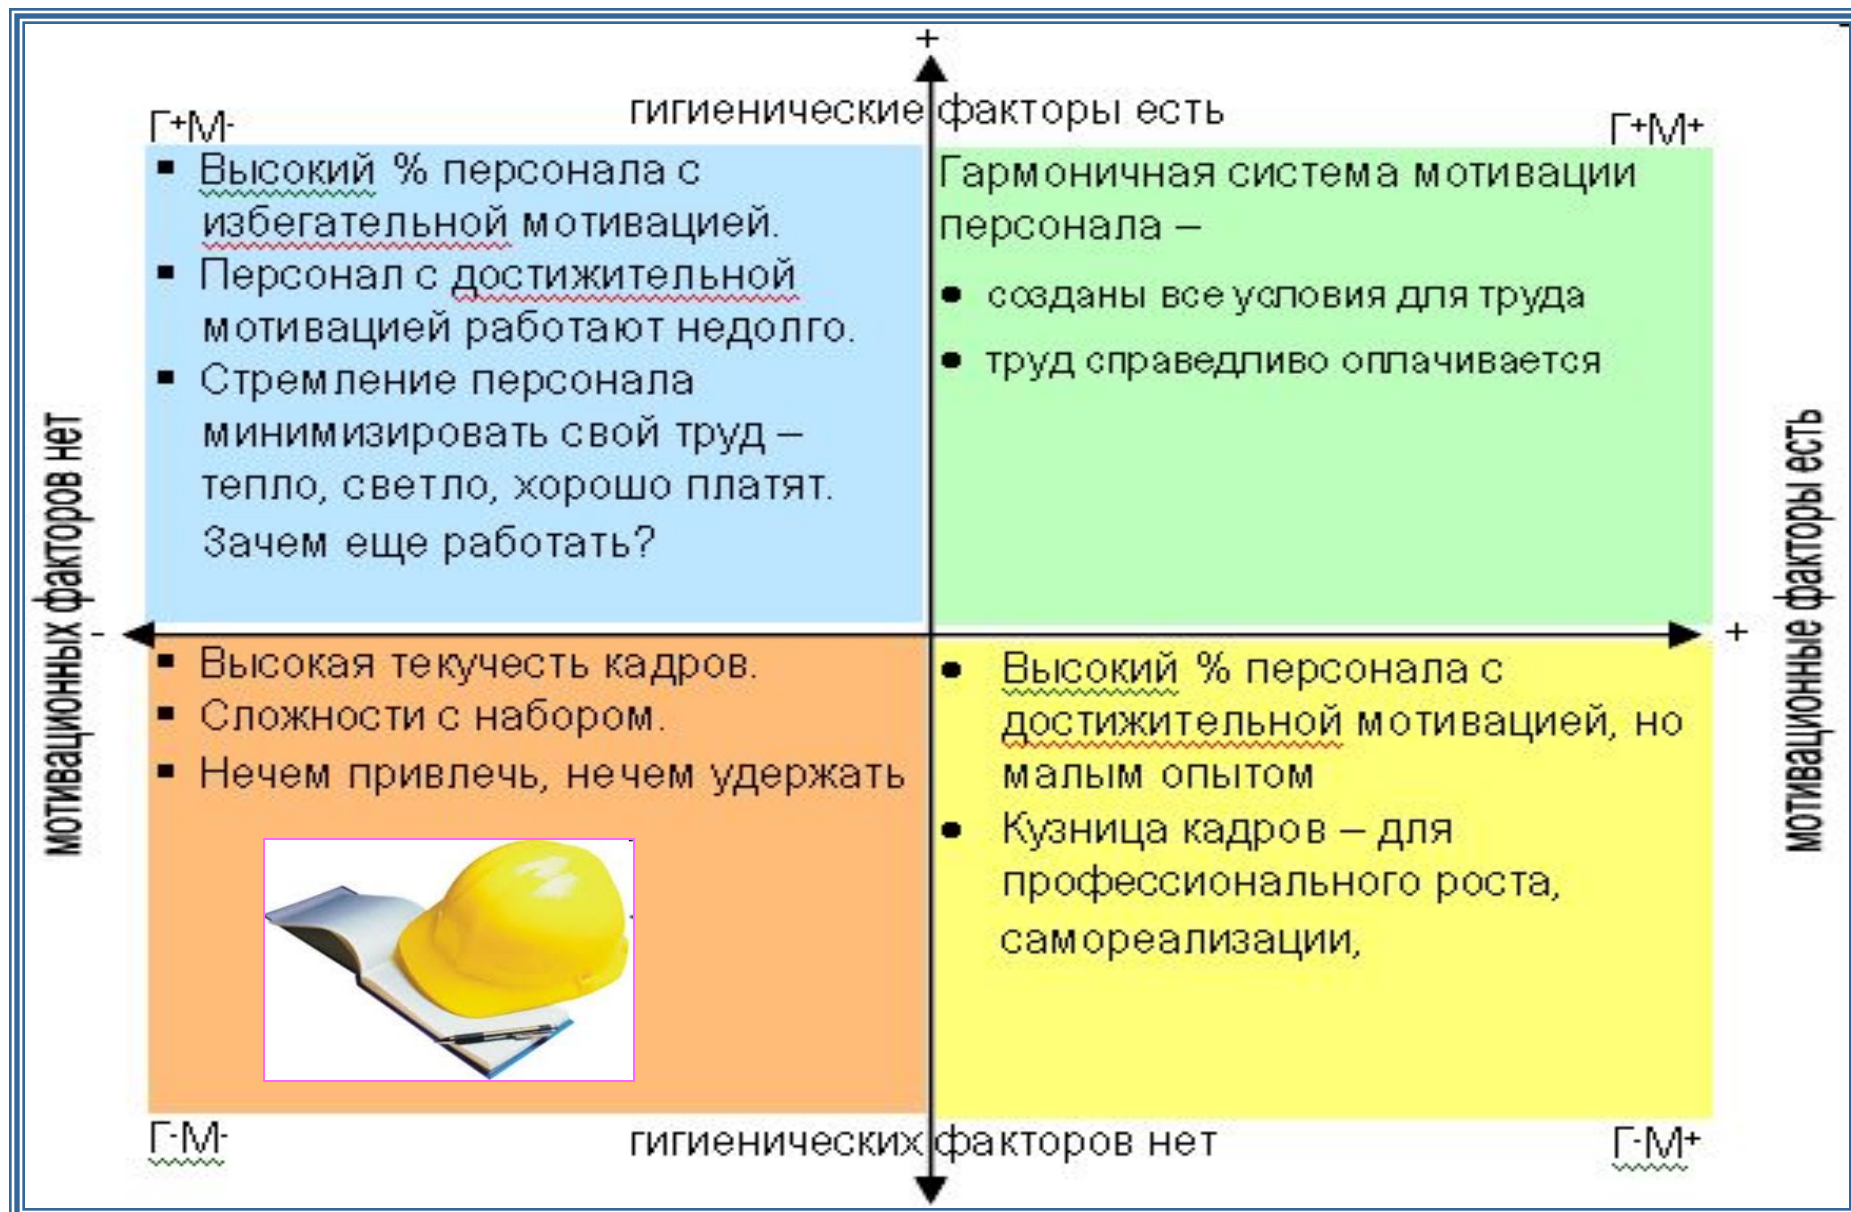 +
гигиенические факторы есть
Г+М-
Г+М+
▪ Высокий % персонала с
избегательной мотивацией.
▪ Персонал с достижительной
мотивацией работают недолго.
▪ Стремление персонала
минимизировать свой труд –
тепло, светло, хорошо платят.
Зачем еще работать?
Гармоничная система мотивации
персонала –
• созданы все условия для труда
• труд справедливо оплачивается
мотивационных факторов нет
-
+
мотивационные факторы есть
▪ Высокая текучесть кадров.
▪ Сложности с набором.
▪ Нечем привлечь, нечем удержать
• Высокий % персонала с
достижительной мотивацией, но
малым опытом
• Кузница кадров – для
профессионального роста,
самореализации,
Г-М-
гигиенических факторов нет
Г-М+